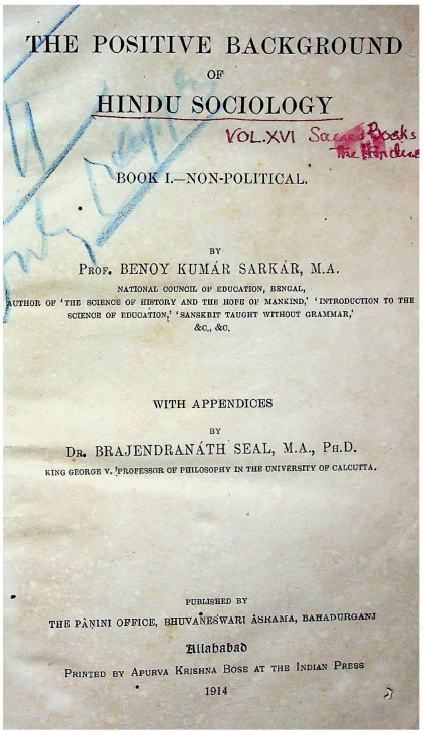 THE POSITIVE BACKGROUND
OF
HINDU SOCIOLOGY
VOL.XVI Sacred Books
the Hindus
BOOK I.—NON-POLITICAL.
BY
PROF. BENOY KUMÁR SARKÁR, M.A.
NATIONAL COUNCIL OF EDUCATION, BENGAL,
AUTHOR OF 'THE SCIENCE OF HISTORY AND THE HOPE OF MANKIND,' 'INTRODUCTION TO THE
SCIENCE OF EDUCATION,' 'SANSKRIT TAUGHT WITHOUT GRAMMAR,'
&C., &C.
WITH APPENDICES
BY
DR. BRAJENDRANÁTH SEAL, M.A., PH.D.
KING GEORGE V. PROFESSOR OF PHILOSOPHY IN THE UNIVERSITY OF CALCUTTA.
PUBLISHED BY
THE PÀṆINI OFFICE, BHUVANEŚWARI ÂSRAMA, BAHADURGANJ
Allahabad
PRINTED BY APURVA KRISHNA BOSE AT THE INDIAN PRESS
1914